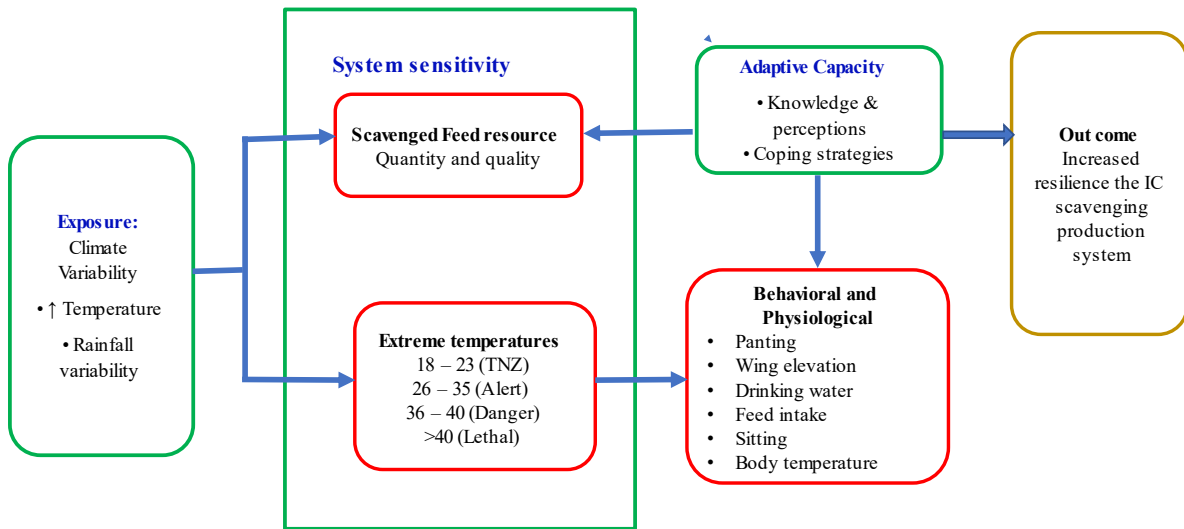 Exposure:
Climate
Variability
• ↑ Temperature
• Rainfall
variability
System sensitivity
Scavenged Feed resource
Quantity and quality
Extreme temperatures
18 – 23 (TNZ)
26 – 35 (Alert)
36 – 40 (Danger)
>40 (Lethal)
Adaptive Capacity
• Knowledge &
perceptions
• Coping strategies
Behavioral and
Physiological
• Panting
• Wing elevation
• Drinking water
• Feed intake
• Sitting
• Body temperature
Out come
Increased
resilience the IC
scavenging
production
system